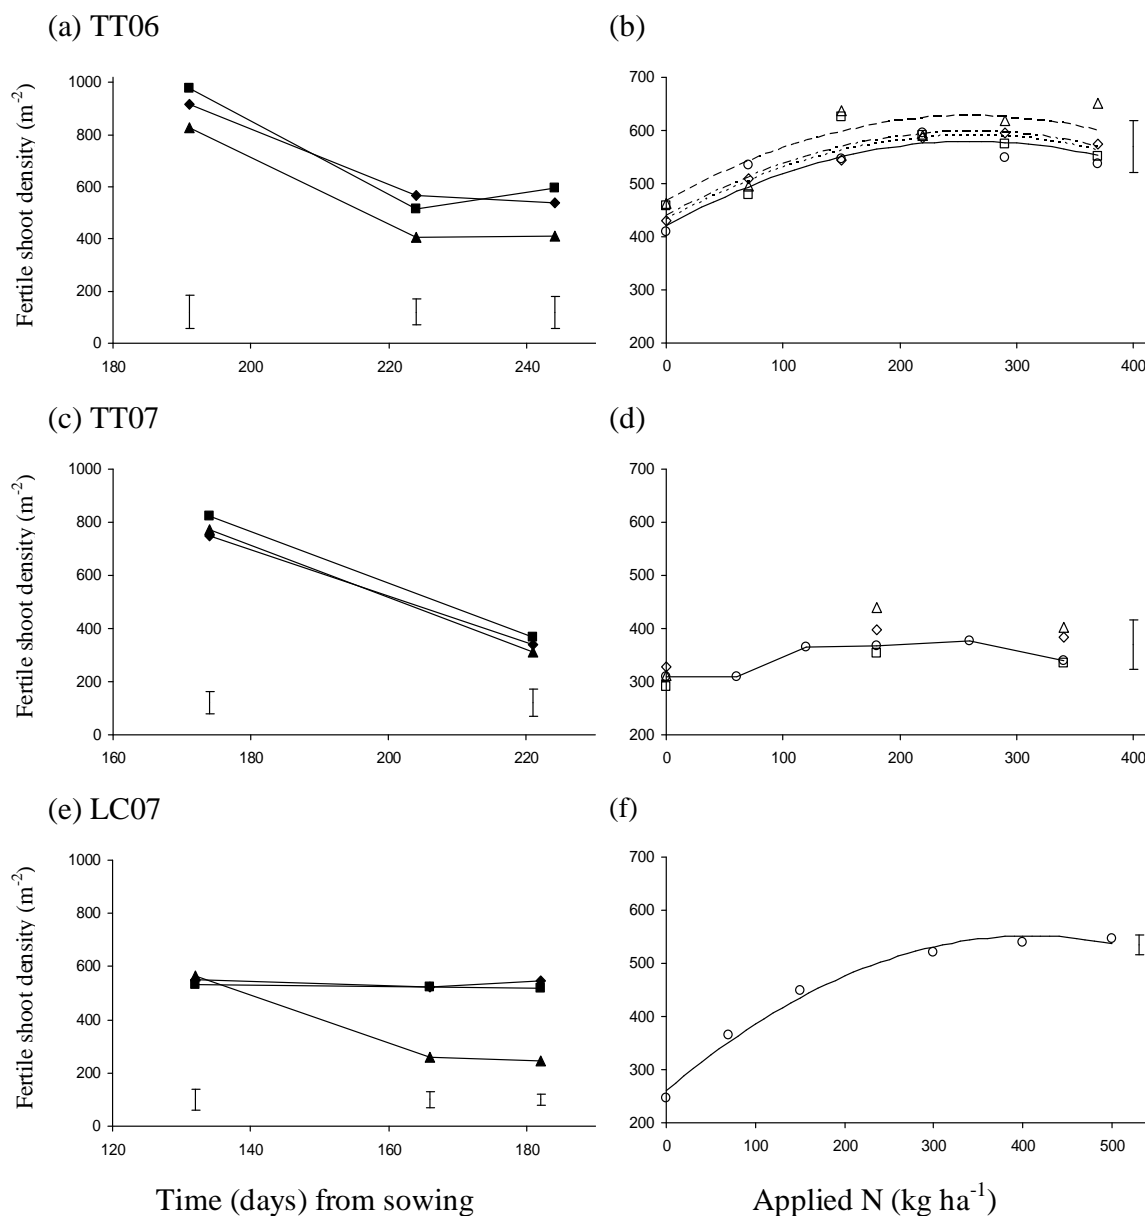 (a) TT06
(b)
Fertile shoot density (m⁻²)
1000
800
600
400
200
0
180 200 220 240
700
600
500
400
300
200
0 100 200 300 400
(c) TT07
(d)
Fertile shoot density (m⁻²)
1000
800
600
400
200
0
160 180 200 220
700
600
500
400
300
200
0 100 200 300 400
(e) LC07
(f)
Fertile shoot density (m⁻²)
1000
800
600
400
200
0
120 140 160 180
700
600
500
400
300
200
0 100 200 300 400 500
Time (days) from sowing
Applied N (kg ha⁻¹)